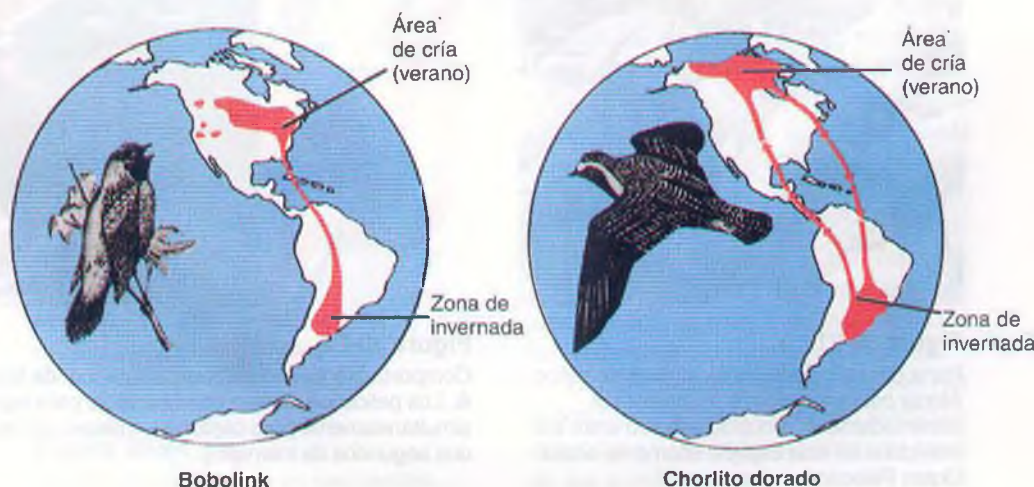 Área
de cría
(verano)
Zona de
invernada
Bobolink
Área
de cría
(verano)
Zona de
invernada
Chorlito dorado